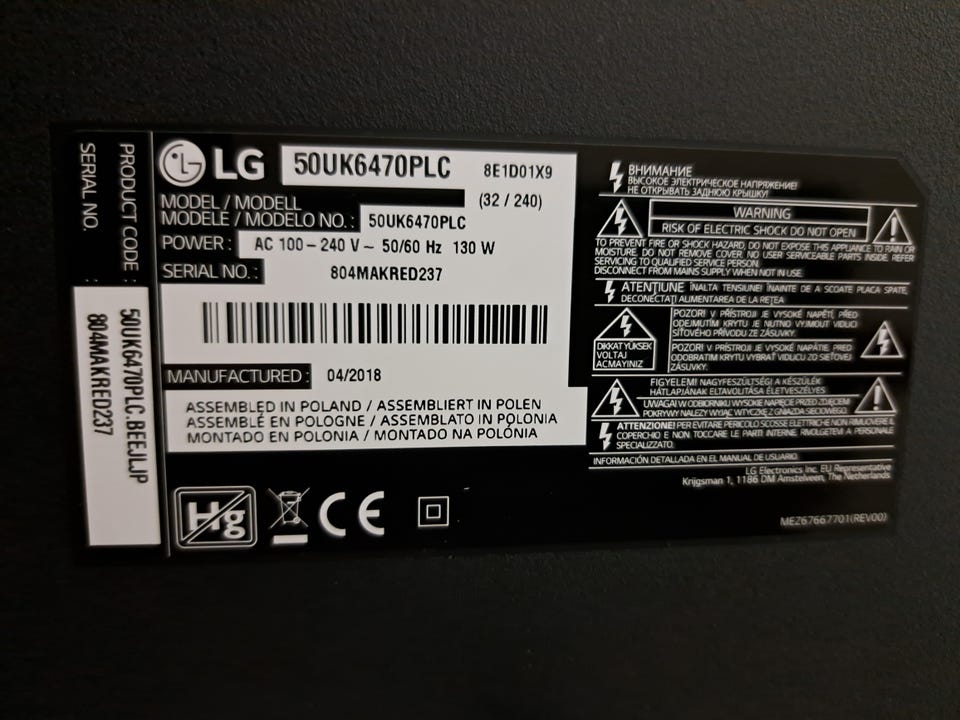 PRODUCT CODE :
SERIAL NO. :
50UK6470PLC.BEEJLJP
804MAKRED237
LG 50UK6470PLC 8E1D01X9
(32 / 240)
MODEL / MODELL
MODELE / MODELO NO. : 50UK6470PLC
POWER : AC 100 – 240 V ~ 50/60 Hz 130 W
SERIAL NO. : 804MAKRED237
MANUFACTURED : 04/2018
ASSEMBLED IN POLAND / ASSEMBLIERT IN POLEN
ASSEMBLÉ EN POLOGNE / ASSEMBLATO IN POLONIA
MONTADO EN POLONIA / MONTADO NA POLÓNIA
Hg
CE
ВНИМАНИЕ
ВЫСОКОЕ ЭЛЕКТРИЧЕСКОЕ НАПРЯЖЕНИЕ!
НЕ ОТКРЫВАТЬ ЗАДНЮЮ КРЫШКУ!
WARNING
RISK OF ELECTRIC SHOCK DO NOT OPEN
TO PREVENT FIRE OR SHOCK HAZARD, DO NOT EXPOSE THIS APPLIANCE TO RAIN OR
MOISTURE. DO NOT REMOVE COVER. NO USER SERVICEABLE PARTS INSIDE. REFER
SERVICING TO QUALIFIED SERVICE PERSON.
DISCONNECT FROM MAINS SUPPLY WHEN NOT IN USE.
ATENŢIUNE ÎNALTA TENSIUNE! ÎNAINTE DE A SCOATE PLACA SPATE,
DECONECTAŢI ALIMENTAREA DE LA REŢEA
DIKKAT YÜKSEK
VOLTAJ
AÇMAYINIZ
POZOR! V PŘÍSTROJI JE VYSOKÉ NAPĚTÍ, PŘED
ODEJMUTÍM KRYTU JE NUTNO VYJMOUT VIDLICI
SÍŤOVÉHO PŘÍVODU ZE ZÁSUVKY.
POZOR! V PRÍSTROJI JE VYSOKÉ NAPÄTIE. PRED
ODOBRATÍM KRYTU VYBRAŤ VIDLICU ZO SIEŤOVEJ
ZÁSUVKY.
FIGYELEM! NAGYFESZÜLTSÉG! A KÉSZÜLÉK
HÁTLAPJÁNAK ELTAVOLÍTÁSA ÉLETVESZÉLYES.
UWAGA! W ODBIORNIKU WYSOKIE NAPIĘCIE PRZED ZDJĘCIEM
POKRYWY NALEŻY WYJĄĆ WTYCZKĘ Z GNIAZDA SIECIOWEGO.
ATTENZIONE! PER EVITARE PERICOLO SCOSSE ELETTRICHE NON RIMUOVERE IL
COPERCHIO E NON TOCCARE LE PARTI INTERNE. RIVOLGETEVI A PERSONALE
SPECIALIZZATO.
INFORMACIÓN DETALLADA EN EL MANUAL DE USUARIO.
LG Electronics Inc. EU Representative
Krijgsman 1, 1186 DM Amstelveen, The Netherlands
MEZ67667701(REV00)